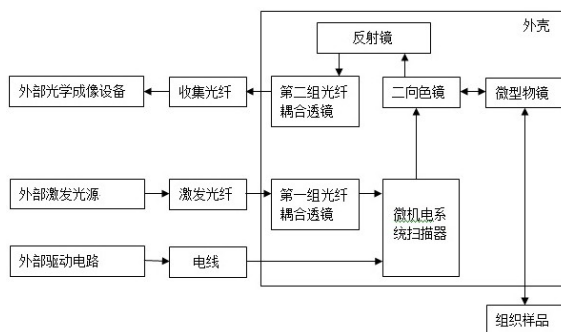 外壳
反射镜
外部光学成像设备
收集光纤
第二组光纤
耦合透镜
二向色镜
微型物镜
外部激发光源
激发光纤
第一组光纤
耦合透镜
微机电系
统扫描器
外部驱动电路
电线
组织样品